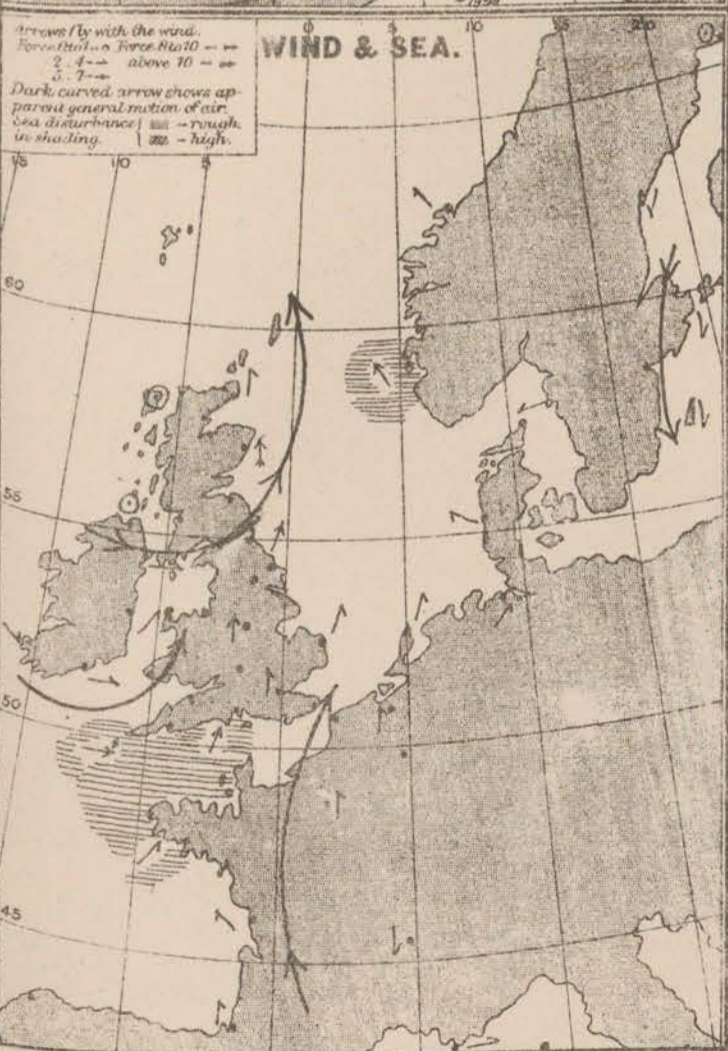 WIND & SEA.
Arrows fly with the wind.
Force 8 to 10
2 . 4 above 10
5 . 7
Dark curved arrow shows ap-
parent general motion of air.
Sea disturbance - rough.
in shading. - high.
0 15 20
15 10 5 5 10
60
55
50
45